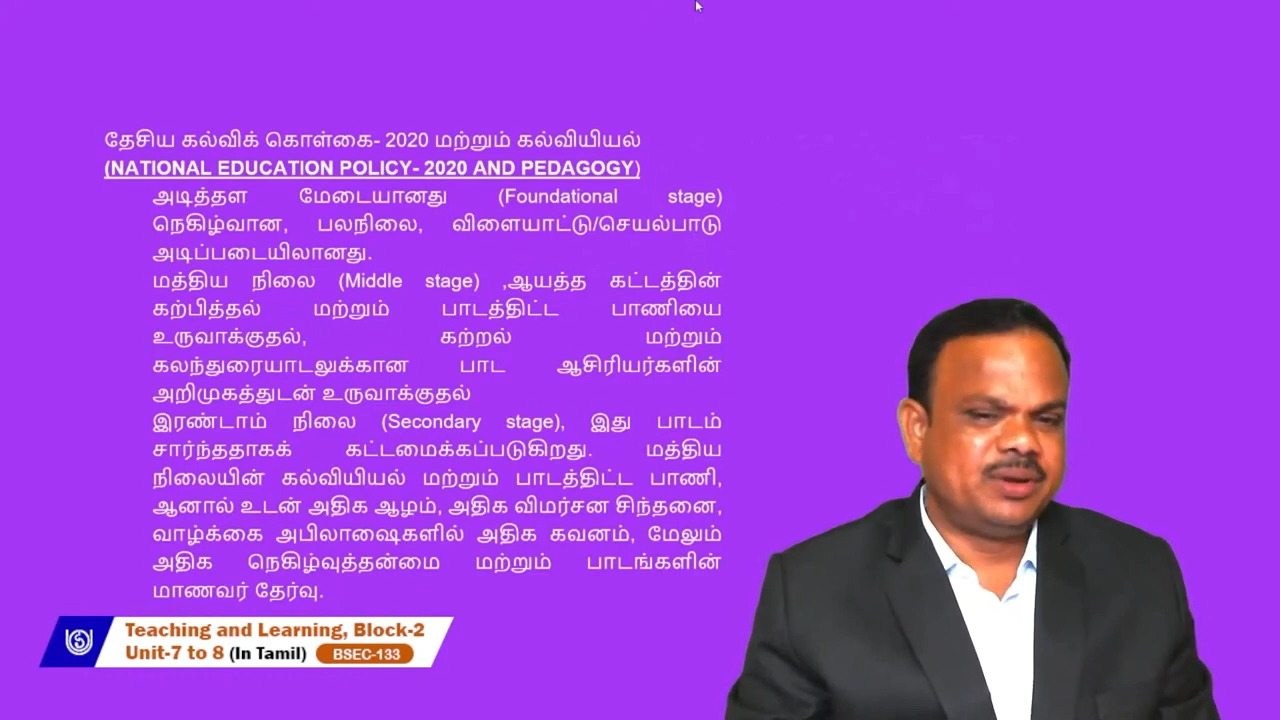 தேசிய கல்விக் கொள்கை- 2020 மற்றும் கல்வியியல்
(NATIONAL EDUCATION POLICY- 2020 AND PEDAGOGY)
அடித்தள மேடையானது (Foundational stage)
நெகிழ்வான, பலநிலை, விளையாட்டு/செயல்பாடு
அடிப்படையிலானது.
மத்திய நிலை (Middle stage) ,ஆயத்த கட்டத்தின்
கற்பித்தல் மற்றும் பாடத்திட்ட பாணியை
உருவாக்குதல், கற்றல் மற்றும்
கலந்துரையாடலுக்கான பாட ஆசிரியர்களின்
அறிமுகத்துடன் உருவாக்குதல்
இரண்டாம் நிலை (Secondary stage), இது பாடம்
சார்ந்ததாகக் கட்டமைக்கப்படுகிறது. மத்திய
நிலையின் கல்வியியல் மற்றும் பாடத்திட்ட பாணி,
ஆனால் உடன் அதிக ஆழம், அதிக விமர்சன சிந்தனை,
வாழ்க்கை அபிலாஷைகளில் அதிக கவனம், மேலும்
அதிக நெகிழ்வுத்தன்மை மற்றும் பாடங்களின்
மாணவர் தேர்வு.
Teaching and Learning, Block-2
Unit-7 to 8 (In Tamil) BSEC-133